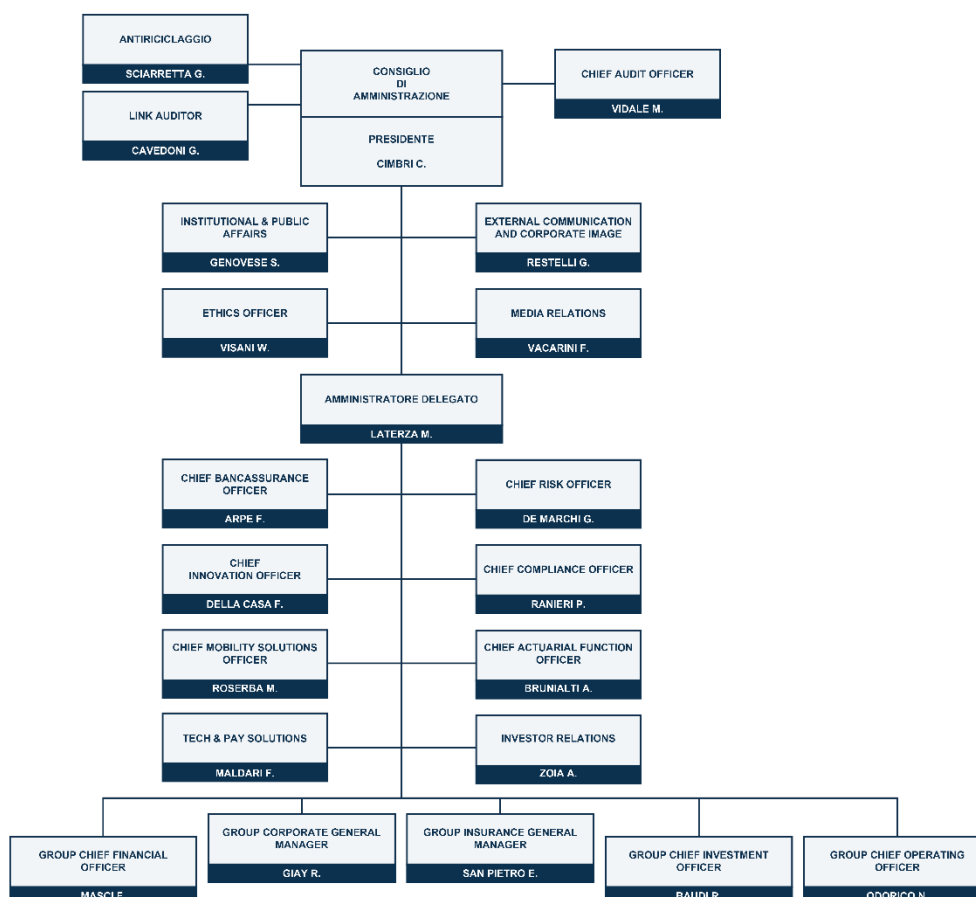 ANTIRICICLAGGIO
SCIARRETTA G.
CONSIGLIO
DI
AMMINISTRAZIONE
CHIEF AUDIT OFFICER
VIDALE M.
LINK AUDITOR
CAVEDONI G.
PRESIDENTE
CIMBRI C.
INSTITUTIONAL & PUBLIC
AFFAIRS
GENOVESE S.
EXTERNAL COMMUNICATION
AND CORPORATE IMAGE
RESTELLI G.
ETHICS OFFICER
VISANI W.
MEDIA RELATIONS
VACARINI F.
AMMINISTRATORE DELEGATO
LATERZA M.
CHIEF BANCASSURANCE
OFFICER
ARPE F.
CHIEF RISK OFFICER
DE MARCHI G.
CHIEF
INNOVATION OFFICER
DELLA CASA F.
CHIEF COMPLIANCE OFFICER
RANIERI P.
CHIEF MOBILITY SOLUTIONS
OFFICER
ROSERBA M.
CHIEF ACTUARIAL FUNCTION
OFFICER
BRUNIALTI A.
TECH & PAY SOLUTIONS
MALDARI F.
INVESTOR RELATIONS
ZOIA A.
GROUP CHIEF FINANCIAL
OFFICER
MASCI F.
GROUP CORPORATE GENERAL
MANAGER
GIAY R.
GROUP INSURANCE GENERAL
MANAGER
SAN PIETRO E.
GROUP CHIEF INVESTMENT
OFFICER
BAUDI R.
GROUP CHIEF OPERATING
OFFICER
ODORICO N.